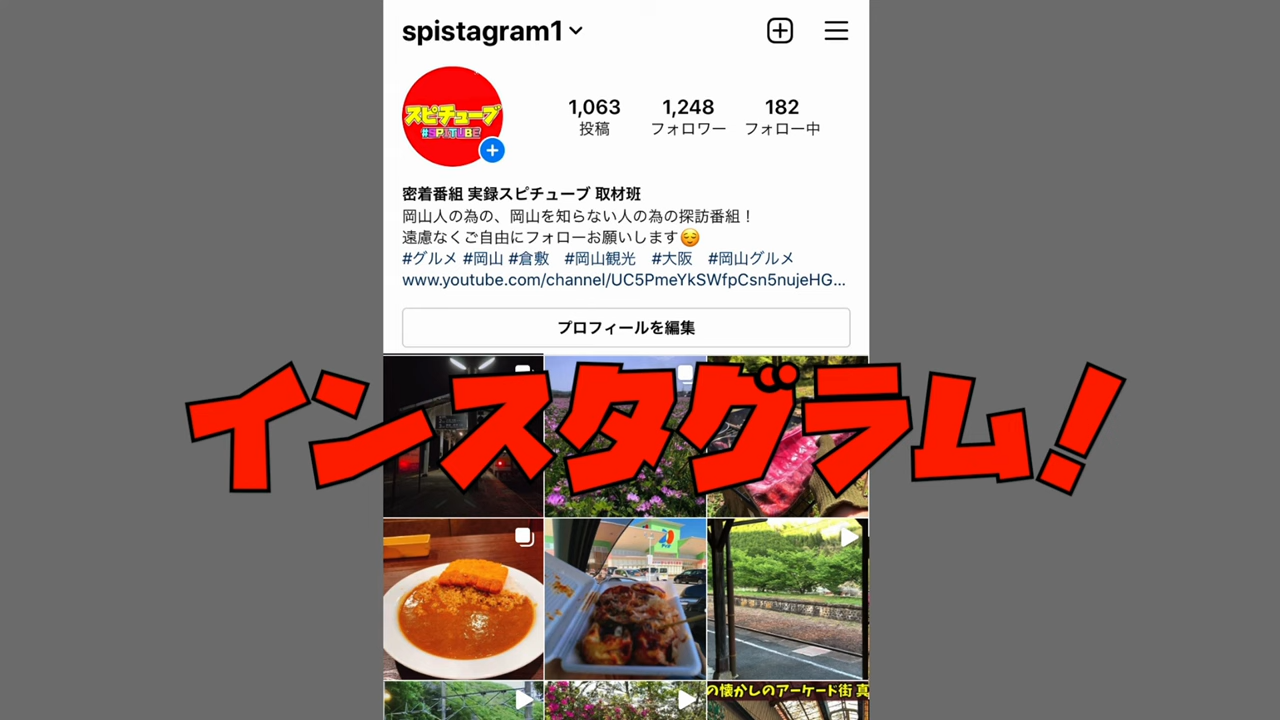 spistagram1
スピチューブ
#SPITUBE
1,063
投稿
1,248
フォロワー
182
フォロー中
密着番組 実録スピチューブ 取材班
岡山人の為の、岡山を知らない人の為の探訪番組！
遠慮なくご自由にフォローお願いします😌
#グルメ #岡山 #倉敷　#岡山観光　#大阪　#岡山グルメ
www.youtube.com/channel/UC5PmeYkSWfpCsn5nujeHG...
プロフィールを編集
インスタグラム！
の懐かしのアーケード街 真